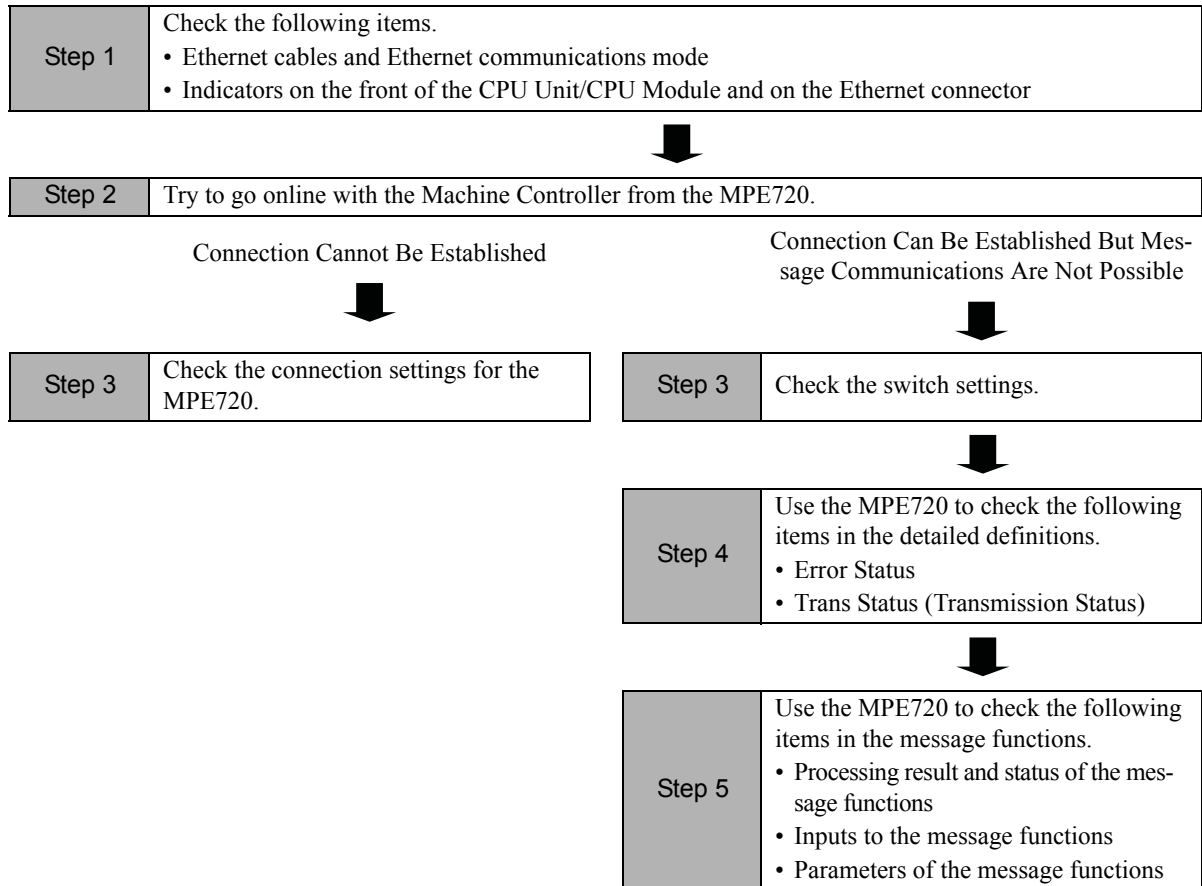 Step 1
Check the following items.
• Ethernet cables and Ethernet communications mode
• Indicators on the front of the CPU Unit/CPU Module and on the Ethernet connector
Step 2
Try to go online with the Machine Controller from the MPE720.
Connection Cannot Be Established
Connection Can Be Established But Mes-
sage Communications Are Not Possible
Step 3
Check the connection settings for the
MPE720.
Step 3
Check the switch settings.
Step 4
Use the MPE720 to check the following
items in the detailed definitions.
• Error Status
• Trans Status (Transmission Status)
Step 5
Use the MPE720 to check the following
items in the message functions.
• Processing result and status of the mes-
sage functions
• Inputs to the message functions
• Parameters of the message functions